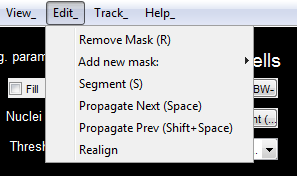 View_ Edit_ Track_ Help_
Remove Mask (R)
g. param
Add new mask:
ells
Segment (S)
Fill
BW-
Propagate Next (Space)
Nuclei
nt (...
Propagate Prev (Shift+Space)
Thresh
Realign